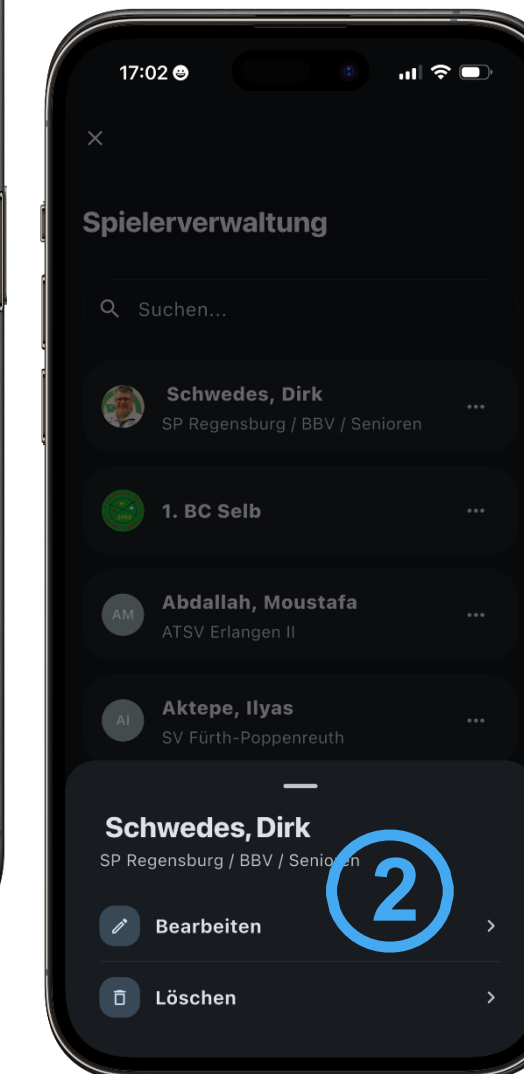 17:02
Spielerverwaltung
Suchen...
Schwedes, Dirk
SP Regensburg / BBV / Senioren
1. BC Selb
AM
Abdallah, Moustafa
ATSV Erlangen II
AI
Aktepe, Ilyas
SV Fürth-Poppenreuth
Schwedes, Dirk
SP Regensburg / BBV / Senioren
2
Bearbeiten
Löschen